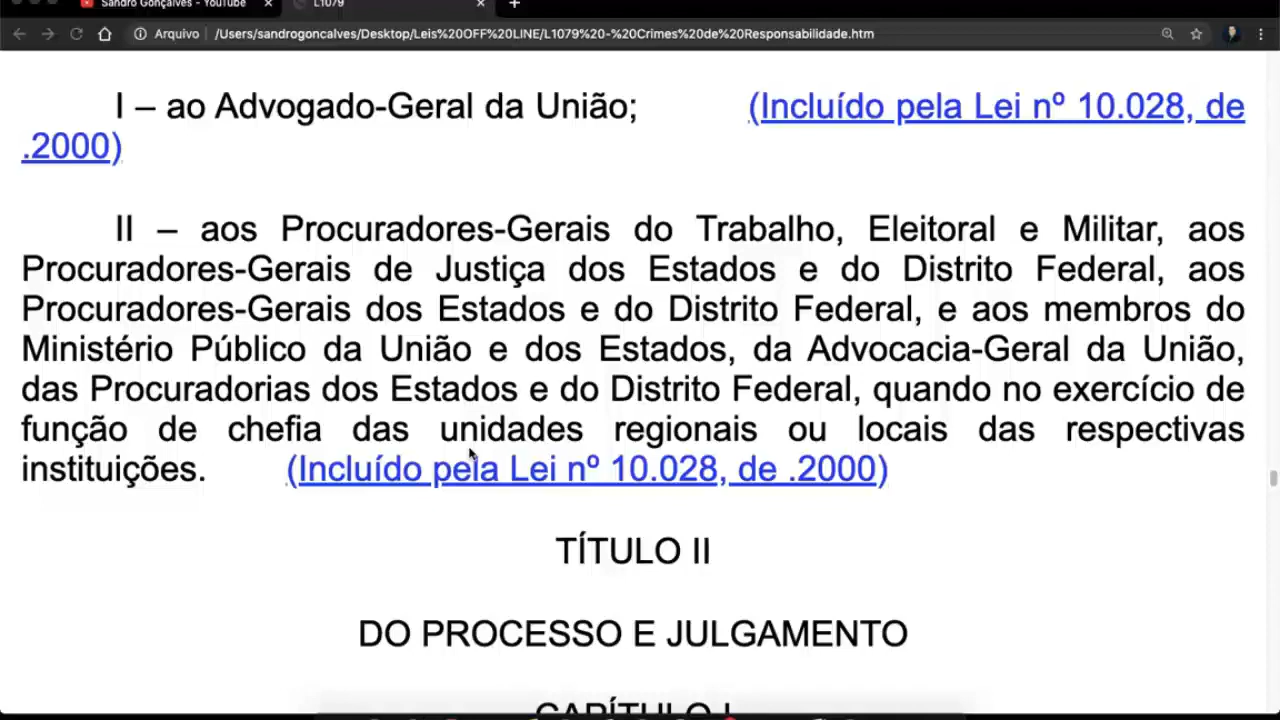 Sandro Gonçalves - YouTube × L1079 × +
Arquivo | /Users/sandrogoncalves/Desktop/Leis%20OFF%20LINE/L1079%20-%20Crimes%20de%20Responsabilidade.htm
I – ao Advogado-Geral da União; (Incluído pela Lei nº 10.028, de
.2000)
II – aos Procuradores-Gerais do Trabalho, Eleitoral e Militar, aos
Procuradores-Gerais de Justiça dos Estados e do Distrito Federal, aos
Procuradores-Gerais dos Estados e do Distrito Federal, e aos membros do
Ministério Público da União e dos Estados, da Advocacia-Geral da União,
das Procuradorias dos Estados e do Distrito Federal, quando no exercício de
função de chefia das unidades regionais ou locais das respectivas
instituições. (Incluído pela Lei nº 10.028, de .2000)
TÍTULO II
DO PROCESSO E JULGAMENTO
CAPÍTULO I